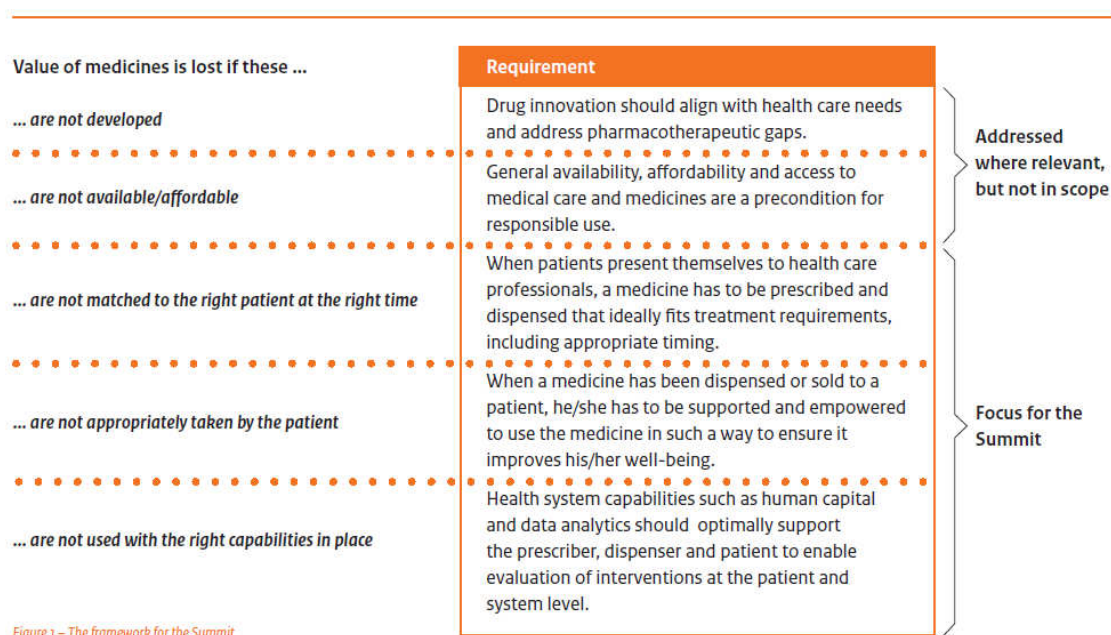 Value of medicines is lost if these ...
Requirement
... are not developed
Drug innovation should align with health care needs
and address pharmacotherapeutic gaps.
Addressed
where relevant,
but not in scope
... are not available/affordable
General availability, affordability and access to
medical care and medicines are a precondition for
responsible use.
... are not matched to the right patient at the right time
When patients present themselves to health care
professionals, a medicine has to be prescribed and
dispensed that ideally fits treatment requirements,
including appropriate timing.
... are not appropriately taken by the patient
When a medicine has been dispensed or sold to a
patient, he/she has to be supported and empowered
to use the medicine in such a way to ensure it
improves his/her well-being.
Focus for the
Summit
... are not used with the right capabilities in place
Health system capabilities such as human capital
and data analytics should optimally support
the prescriber, dispenser and patient to enable
evaluation of interventions at the patient and
system level.
Figure 1 – The framework for the Summit